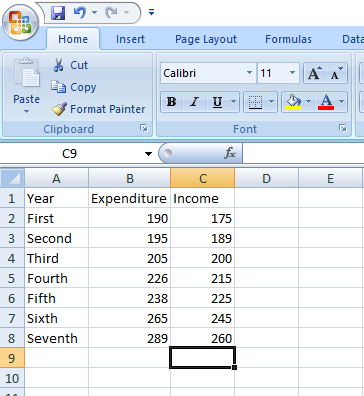 Home Insert Page Layout Formulas Data
Cut
Copy
Paste Format Painter
Clipboard
Calibri 11 A A
B I U A
Font
C9 fx
A B C D E
1 Year Expenditure Income
2 First 190 175
3 Second 195 189
4 Third 205 200
5 Fourth 226 215
6 Fifth 238 225
7 Sixth 265 245
8 Seventh 289 260
9
10
11